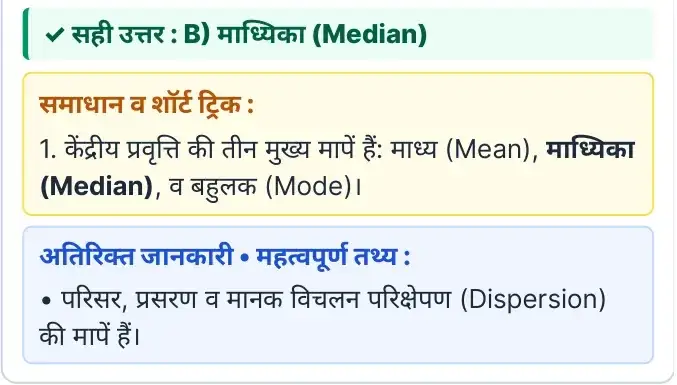 ✓ सही उत्तर : B) माध्यिका (Median)
समाधान व शॉर्ट ट्रिक :
1. केंद्रीय प्रवृत्ति की तीन मुख्य मापें हैं: माध्य (Mean), माध्यिका
(Median), व बहुलक (Mode)।
अतिरिक्त जानकारी • महत्वपूर्ण तथ्य :
• परिसर, प्रसरण व मानक विचलन परिक्षेपण (Dispersion)
की मापें हैं।